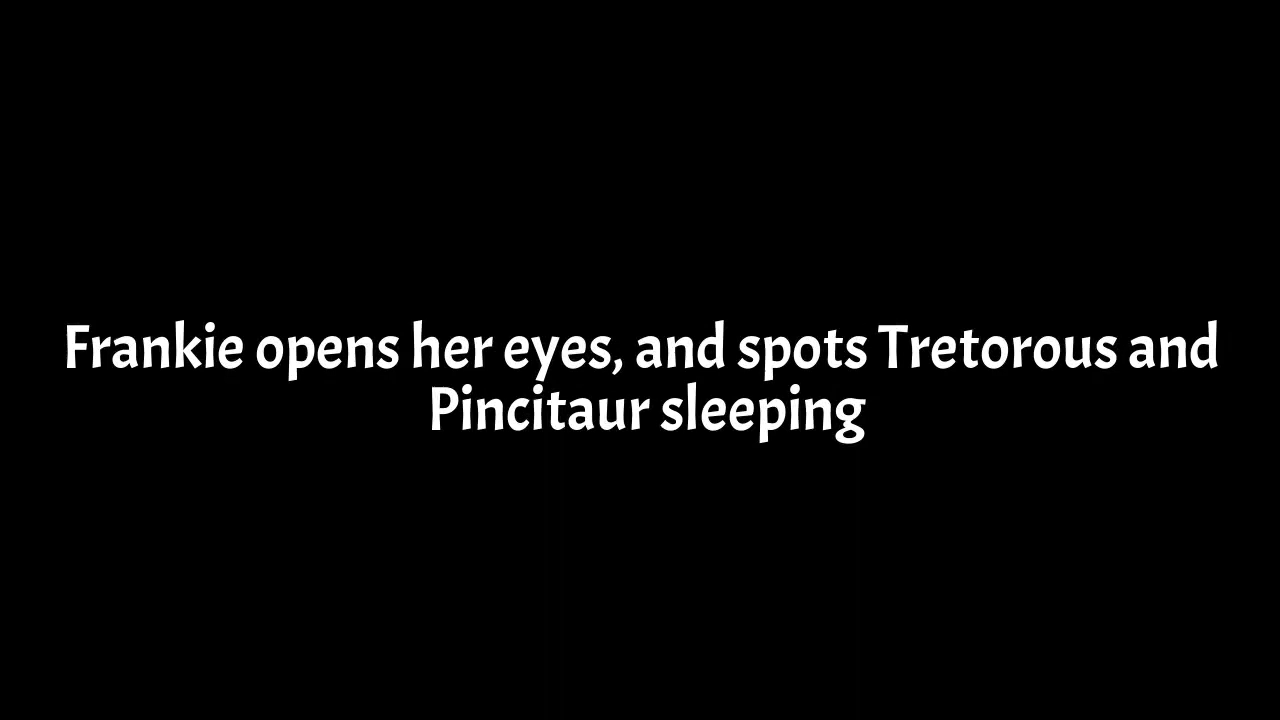 Frankie opens her eyes, and spots Tretorous and
Pincitaur sleeping